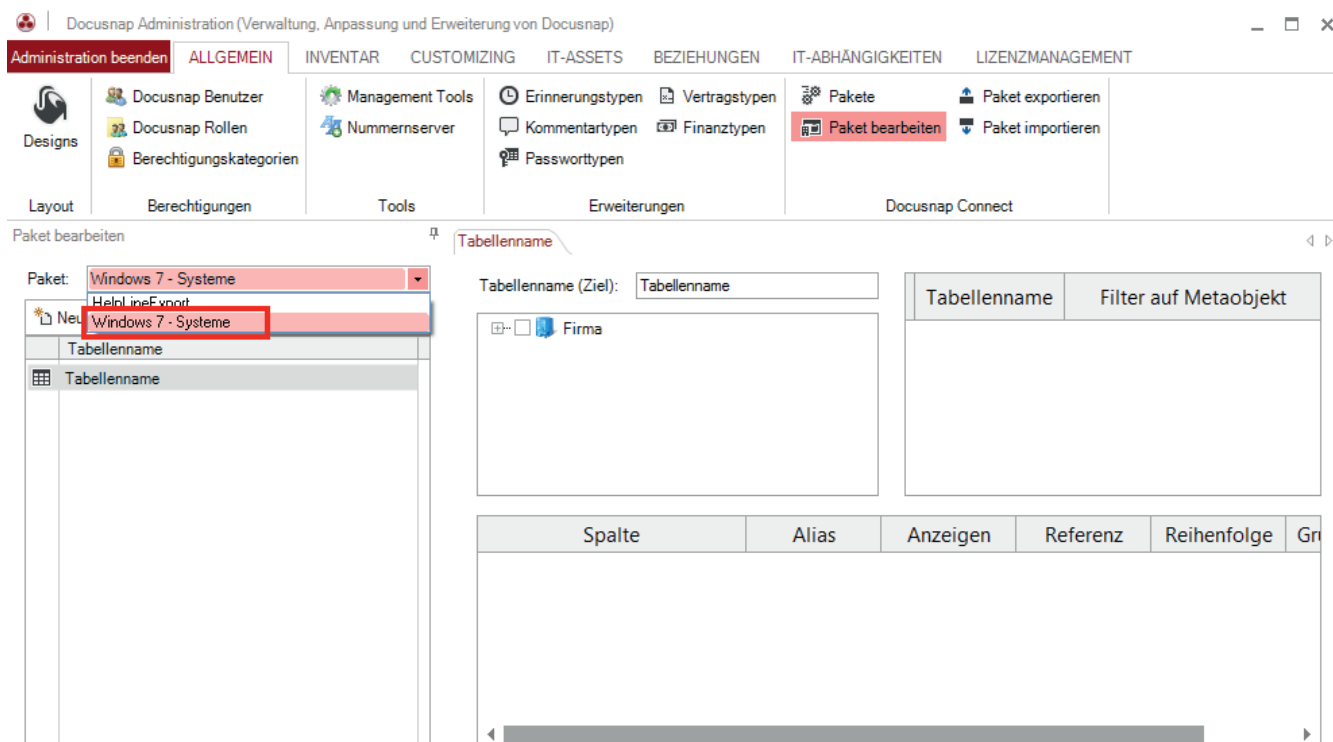 Docusnap Administration (Verwaltung, Anpassung und Erweiterung von Docusnap)
Administration beenden ALLGEMEIN INVENTAR CUSTOMIZING IT-ASSETS BEZIEHUNGEN IT-ABHÄNGIGKEITEN LIZENZMANAGEMENT
Docusnap Benutzer Management Tools Erinnerungstypen Vertragstypen Pakete Paket exportieren
Designs Docusnap Rollen Nummernserver Kommentartypen Finanztypen Paket bearbeiten Paket importieren
Berechtigungskategorien Passworttypen
Layout Berechtigungen Tools Erweiterungen Docusnap Connect
Paket bearbeiten Tabellenname
Paket: Windows 7 - Systeme Tabellenname (Ziel): Tabellenname Tabellenname Filter auf Metaobjekt
HelpLineExport
Neu Windows 7 - Systeme Firma
Tabellenname
Tabellenname
Spalte Alias Anzeigen Referenz Reihenfolge Gru